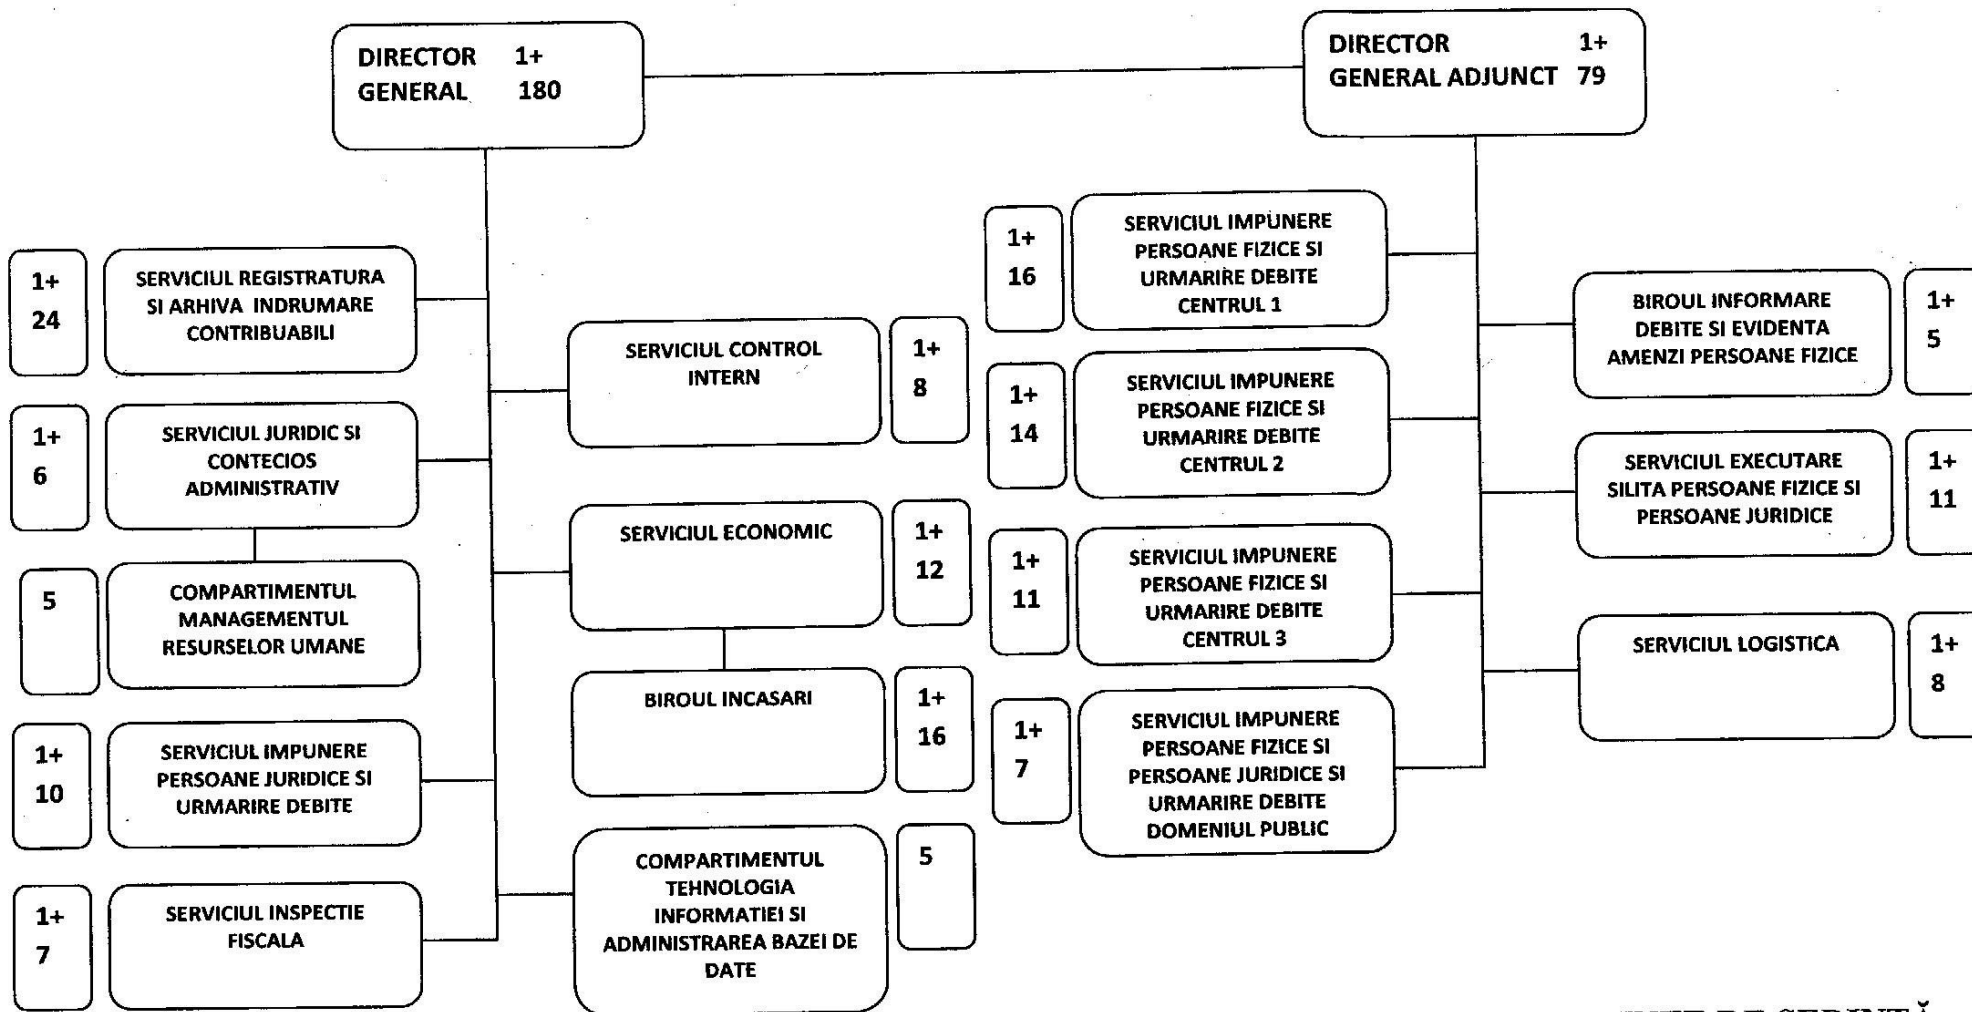 DIRECTOR 1+
GENERAL 180
DIRECTOR 1+
GENERAL ADJUNCT 79
1+
24
SERVICIUL REGISTRATURA
SI ARHIVA INDRUMARE
CONTRIBUABILI
1+
6
SERVICIUL JURIDIC SI
CONTECIOS
ADMINISTRATIV
5
COMPARTIMENTUL
MANAGEMENTUL
RESURSELOR UMANE
1+
10
SERVICIUL IMPUNERE
PERSOANE JURIDICE SI
URMARIRE DEBITE
1+
7
SERVICIUL INSPECTIE
FISCALA
SERVICIUL CONTROL
INTERN
1+
8
SERVICIUL ECONOMIC
1+
12
BIROUL INCASARI
1+
16
COMPARTIMENTUL
TEHNOLOGIA
INFORMATIEI SI
ADMINISTRAREA BAZEI DE
DATE
5
1+
16
SERVICIUL IMPUNERE
PERSOANE FIZICE SI
URMARIRE DEBITE
CENTRUL 1
1+
14
SERVICIUL IMPUNERE
PERSOANE FIZICE SI
URMARIRE DEBITE
CENTRUL 2
1+
11
SERVICIUL IMPUNERE
PERSOANE FIZICE SI
URMARIRE DEBITE
CENTRUL 3
1+
7
SERVICIUL IMPUNERE
PERSOANE FIZICE SI
PERSOANE JURIDICE SI
URMARIRE DEBITE
DOMENIUL PUBLIC
BIROUL INFORMARE
DEBITE SI EVIDENTA
AMENZI PERSOANE FIZICE
1+
5
SERVICIUL EXECUTARE
SILITA PERSOANE FIZICE SI
PERSOANE JURIDICE
1+
11
SERVICIUL LOGISTICA
1+
8
DE ȘEDINȚĂ